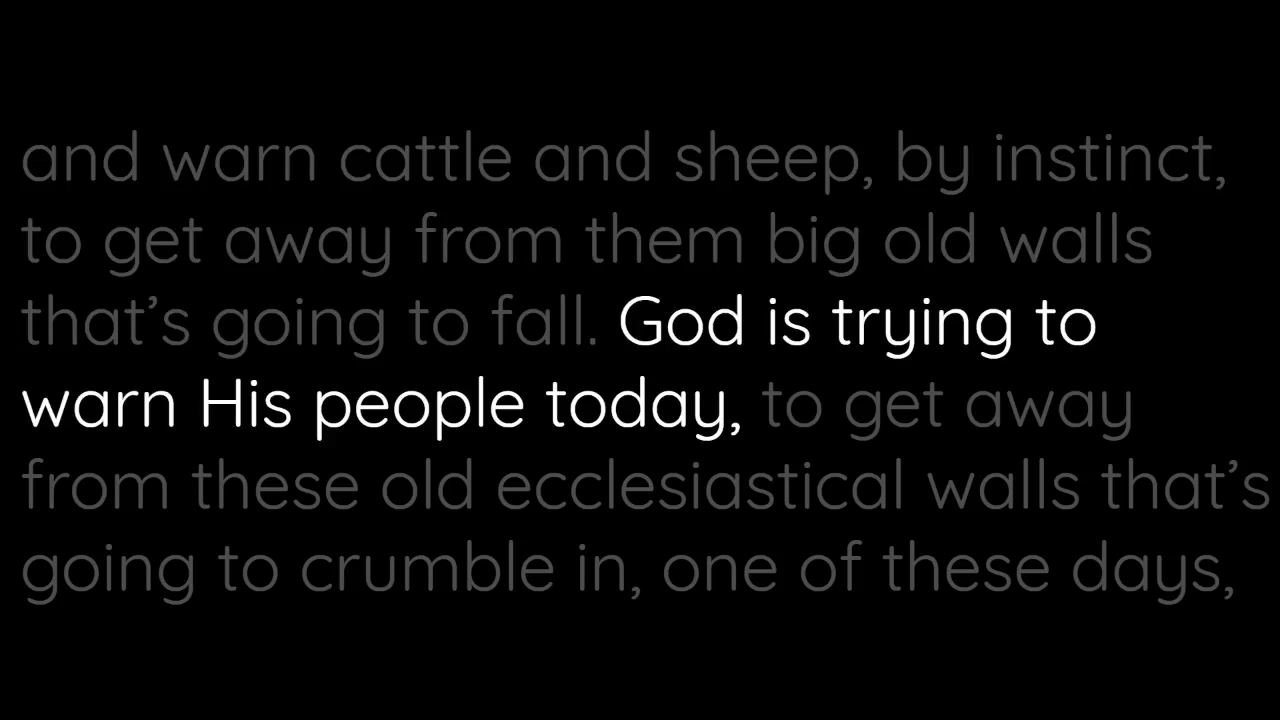 and warn cattle and sheep, by instinct,
to get away from them big old walls
that’s going to fall. God is trying to
warn His people today, to get away
from these old ecclesiastical walls that’s
going to crumble in, one of these days,